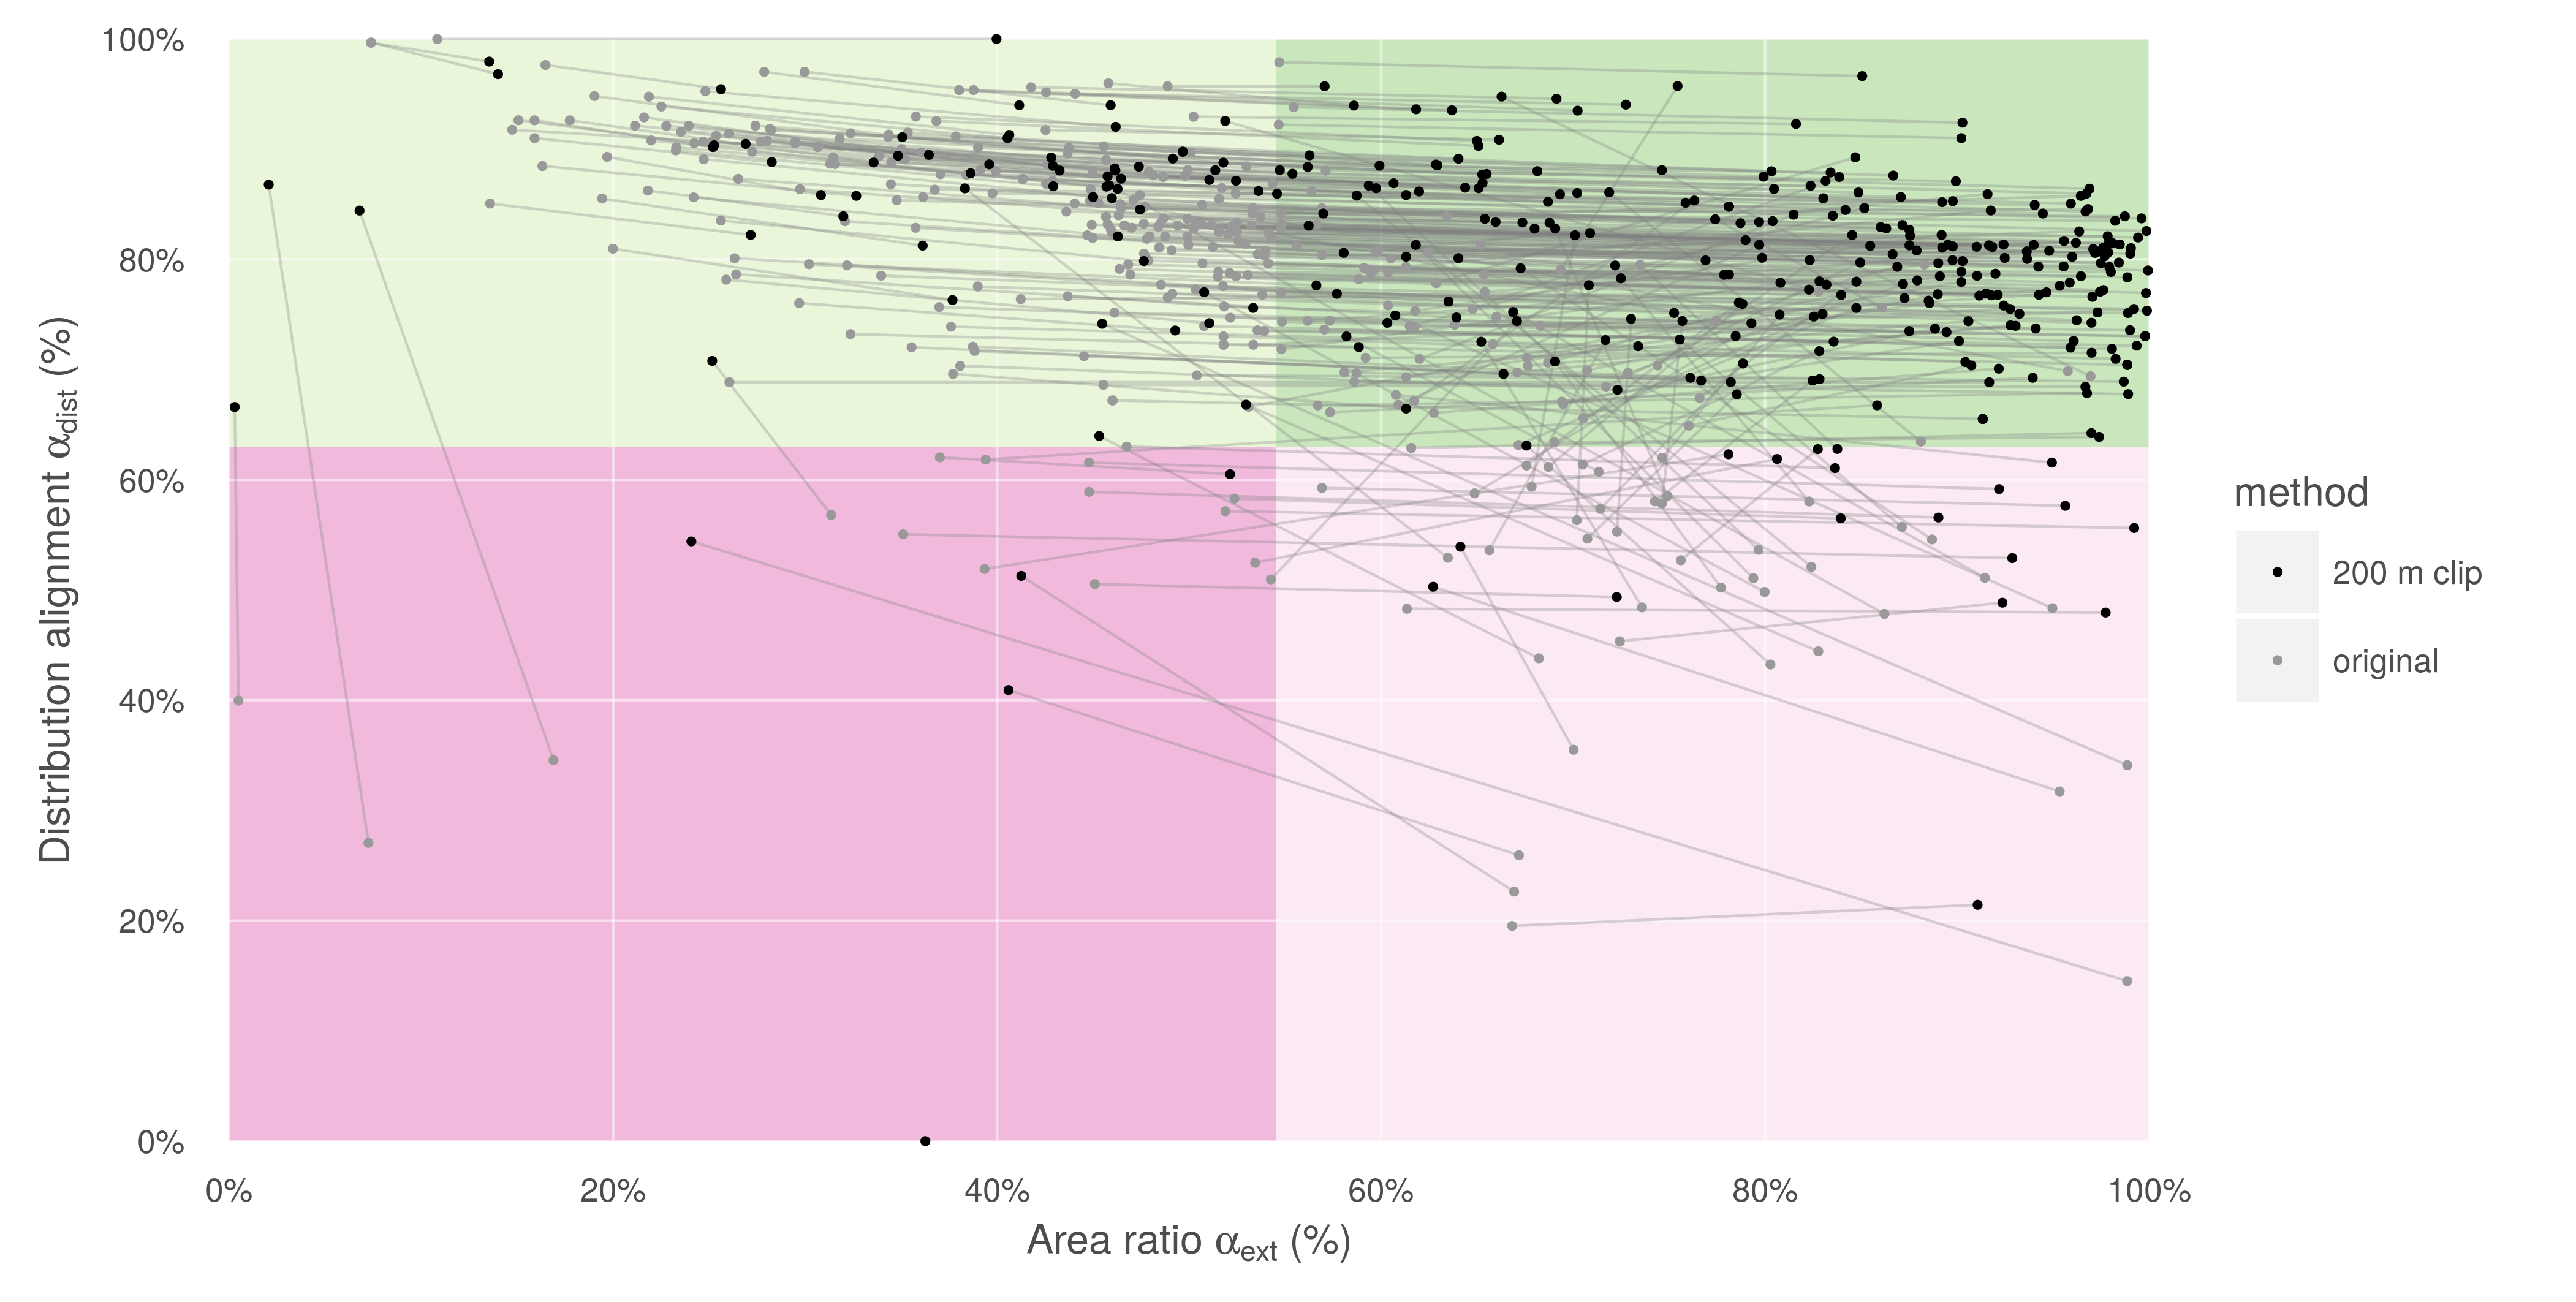 Distribution alignment αdist (%)
100%
80%
60%
40%
20%
0%
0% 20% 40% 60% 80% 100%
Area ratio αext (%)
method
200 m clip
original